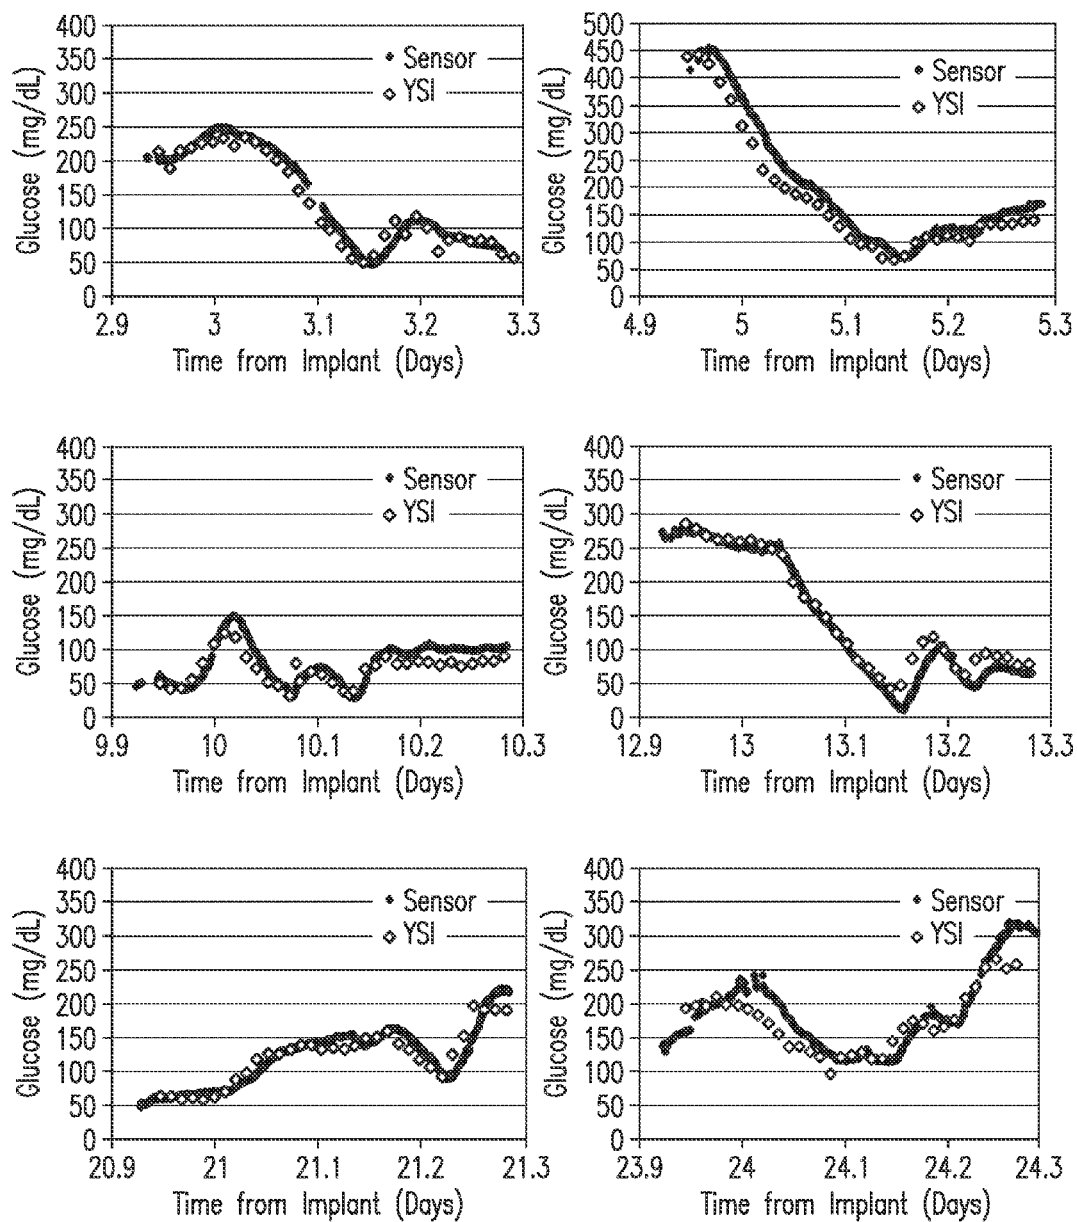 400
350
300
250
200
150
100
50
0
Glucose (mg/dL)
Sensor
YSI
2.9 3 3.1 3.2 3.3
Time from Implant (Days)
500
450
400
350
300
250
200
150
100
50
0
Glucose (mg/dL)
Sensor
YSI
4.9 5 5.1 5.2 5.3
Time from Implant (Days)
400
350
300
250
200
150
100
50
0
Glucose (mg/dL)
Sensor
YSI
9.9 10 10.1 10.2 10.3
Time from Implant (Days)
400
350
300
250
200
150
100
50
0
Glucose (mg/dL)
Sensor
YSI
12.9 13 13.1 13.2 13.3
Time from Implant (Days)
400
350
300
250
200
150
100
50
0
Glucose (mg/dL)
Sensor
YSI
20.9 21 21.1 21.2 21.3
Time from Implant (Days)
400
350
300
250
200
150
100
50
0
Glucose (mg/dL)
Sensor
YSI
23.9 24 24.1 24.2 24.3
Time from Implant (Days)